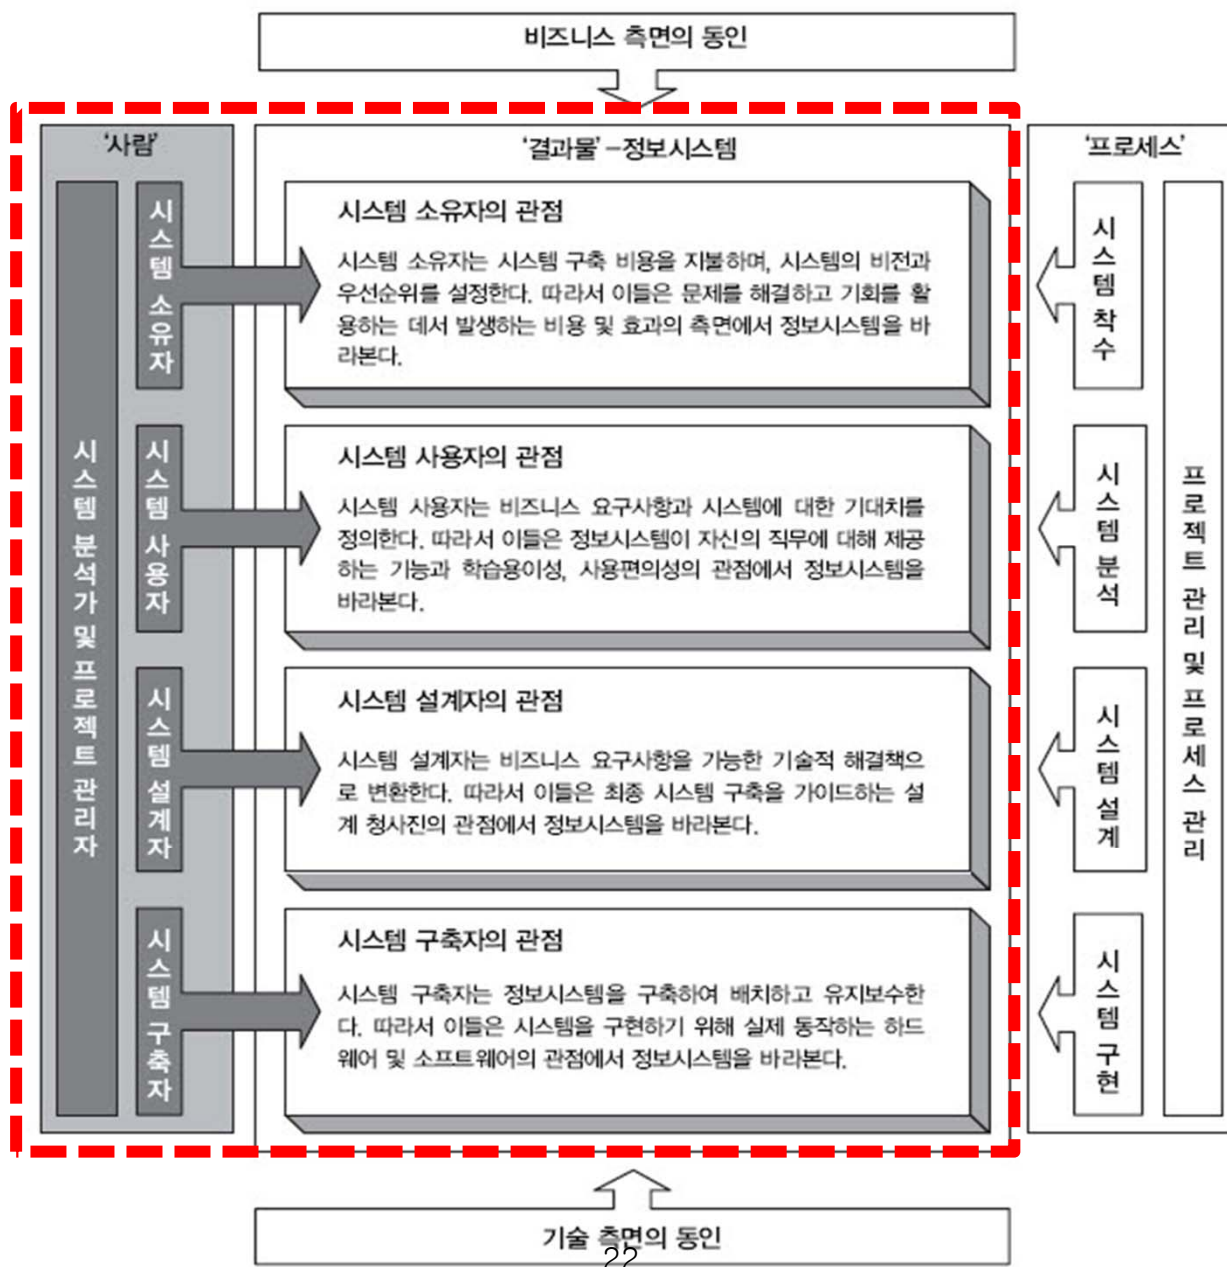 비즈니스 측면의 동인
'사람'
시스템 분석가 및 프로젝트 관리자
시스템 소유자
시스템 사용자
시스템 설계자
시스템 구축자
'결과물'-정보시스템
시스템 소유자의 관점
시스템 소유자는 시스템 구축 비용을 지불하며, 시스템의 비전과
우선순위를 설정한다. 따라서 이들은 문제를 해결하고 기회를 활
용하는 데서 발생하는 비용 및 효과의 측면에서 정보시스템을 바
라본다.
시스템 사용자의 관점
시스템 사용자는 비즈니스 요구사항과 시스템에 대한 기대치를
정의한다. 따라서 이들은 정보시스템이 자신의 직무에 대해 제공
하는 기능과 학습용이성, 사용편의성의 관점에서 정보시스템을
바라본다.
시스템 설계자의 관점
시스템 설계자는 비즈니스 요구사항을 가능한 기술적 해결책으
로 변환한다. 따라서 이들은 최종 시스템 구축을 가이드하는 설
계 청사진의 관점에서 정보시스템을 바라본다.
시스템 구축자의 관점
시스템 구축자는 정보시스템을 구축하여 배치하고 유지보수한
다. 따라서 이들은 시스템을 구현하기 위해 실제 동작하는 하드
웨어 및 소프트웨어의 관점에서 정보시스템을 바라본다.
'프로세스'
시스템 착수
시스템 분석
시스템 설계
시스템 구현
프로젝트 관리 및 프로세스 관리
기술 측면의 동인
22